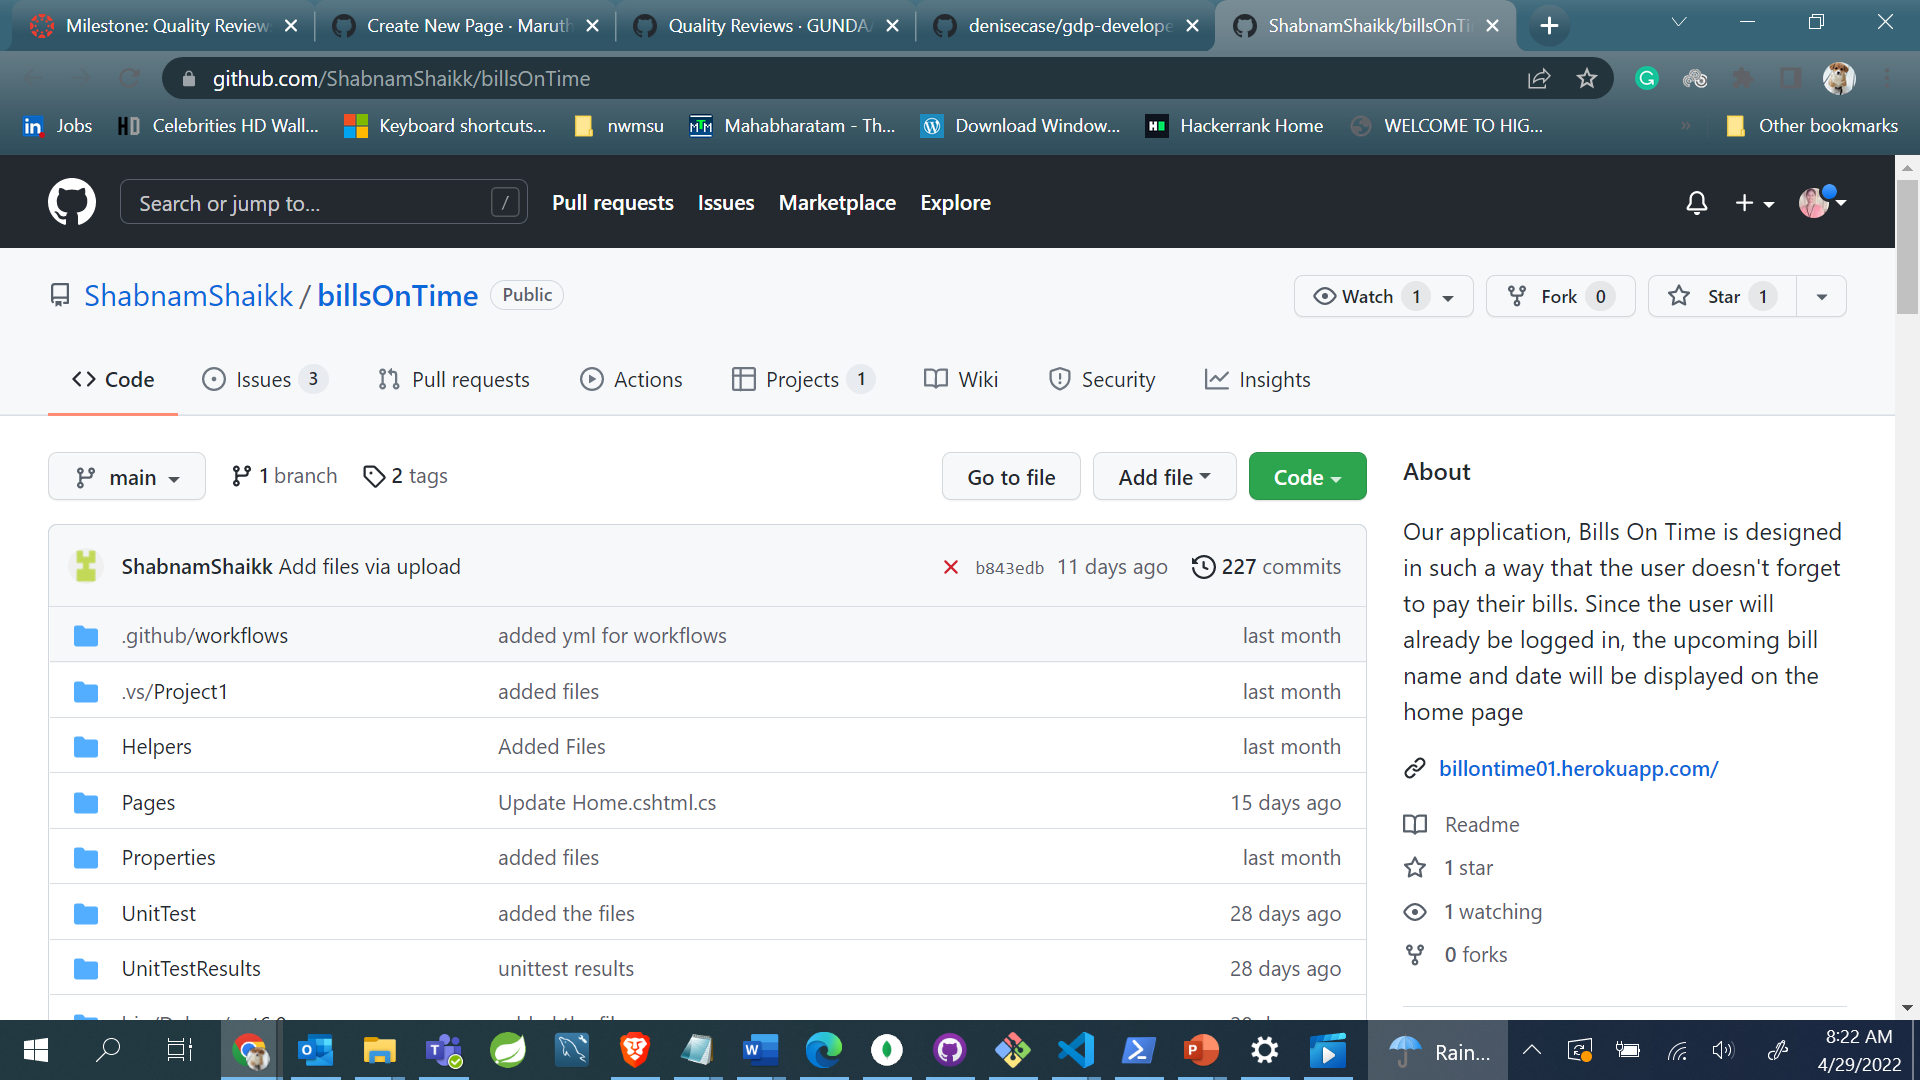 Milestone: Quality Review
Create New Page · Maruth
Quality Reviews · GUNDA
denisecase/gdp-develope
ShabnamShaikk/billsOnTi
github.com/ShabnamShaikk/billsOnTime
Jobs
Celebrities HD Wall...
Keyboard shortcuts...
nwmsu
Mahabharatam - Th...
Download Window...
Hackerrank Home
WELCOME TO HIG...
Other bookmarks
Search or jump to...
/
Pull requests
Issues
Marketplace
Explore
ShabnamShaikk / billsOnTime
Public
Watch 1
Fork 0
Star 1
Code
Issues 3
Pull requests
Actions
Projects 1
Wiki
Security
Insights
main
1 branch
2 tags
Go to file
Add file
Code
About
ShabnamShaikk Add files via upload
b843edb 11 days ago
227 commits
Our application, Bills On Time is designed
in such a way that the user doesn't forget
to pay their bills. Since the user will
already be logged in, the upcoming bill
name and date will be displayed on the
home page
.github/workflows added yml for workflows last month
.vs/Project1 added files last month
Helpers Added Files last month
Pages Update Home.cshtml.cs 15 days ago
Properties added files last month
UnitTest added the files 28 days ago
UnitTestResults unittest results 28 days ago
billontime01.herokuapp.com/
Readme
1 star
1 watching
0 forks
Rain...
8:22 AM
4/29/2022